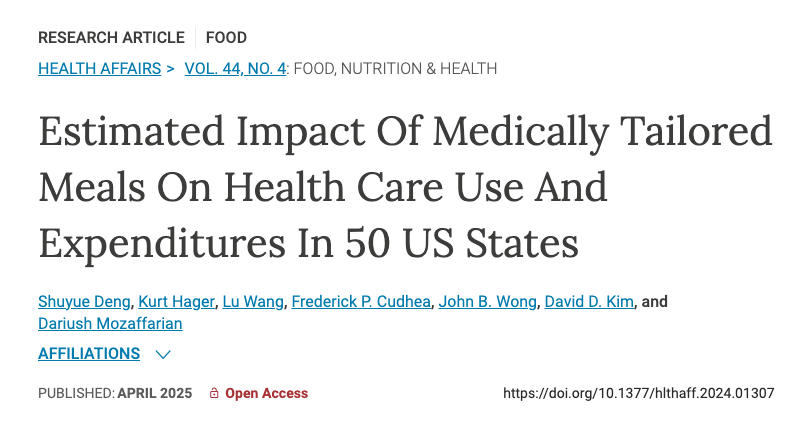 RESEARCH ARTICLE FOOD
HEALTH AFFAIRS > VOL. 44, NO. 4: FOOD, NUTRITION & HEALTH
Estimated Impact Of Medically Tailored
Meals On Health Care Use And
Expenditures In 50 US States
Shuyue Deng, Kurt Hager, Lu Wang, Frederick P. Cudhea, John B. Wong, David D. Kim, and
Dariush Mozaffarian
AFFILIATIONS
PUBLISHED: APRIL 2025 Open Access https://doi.org/10.1377/hlthaff.2024.01307